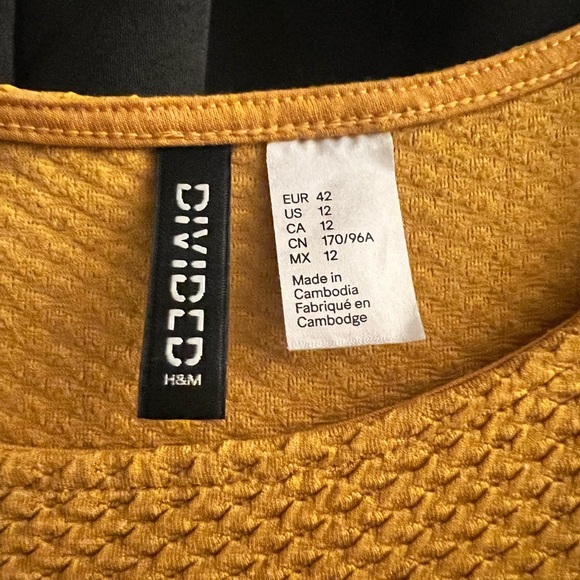 DIVIDED
H&M
EUR 42
US 12
CA 12
CN 170/96A
MX 12
Made in
Cambodia
Fabriqué en
Cambodge